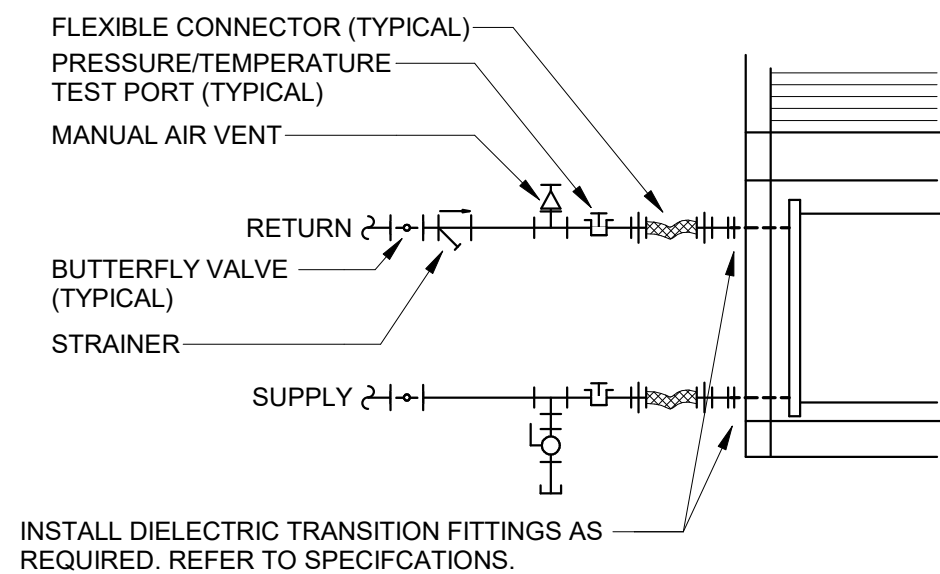 FLEXIBLE CONNECTOR (TYPICAL)
PRESSURE/TEMPERATURE
TEST PORT (TYPICAL)
MANUAL AIR VENT
RETURN
BUTTERFLY VALVE
(TYPICAL)
STRAINER
SUPPLY
INSTALL DIELECTRIC TRANSITION FITTINGS AS
REQUIRED. REFER TO SPECIFCATIONS.